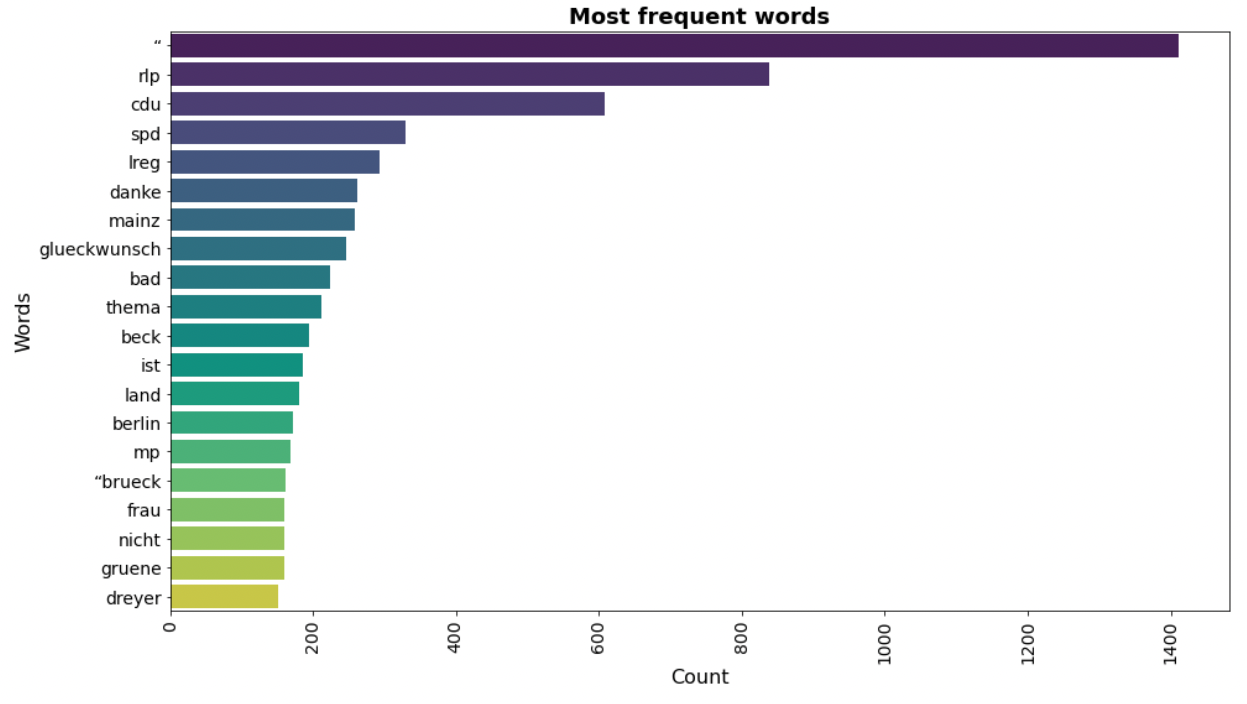 Most frequent words
“
rlp
cdu
spd
lreg
danke
mainz
glueckwunsch
bad
thema
beck
ist
land
berlin
mp
“brueck
frau
nicht
gruene
dreyer
Words
0
200
400
600
800
1000
1200
1400
Count